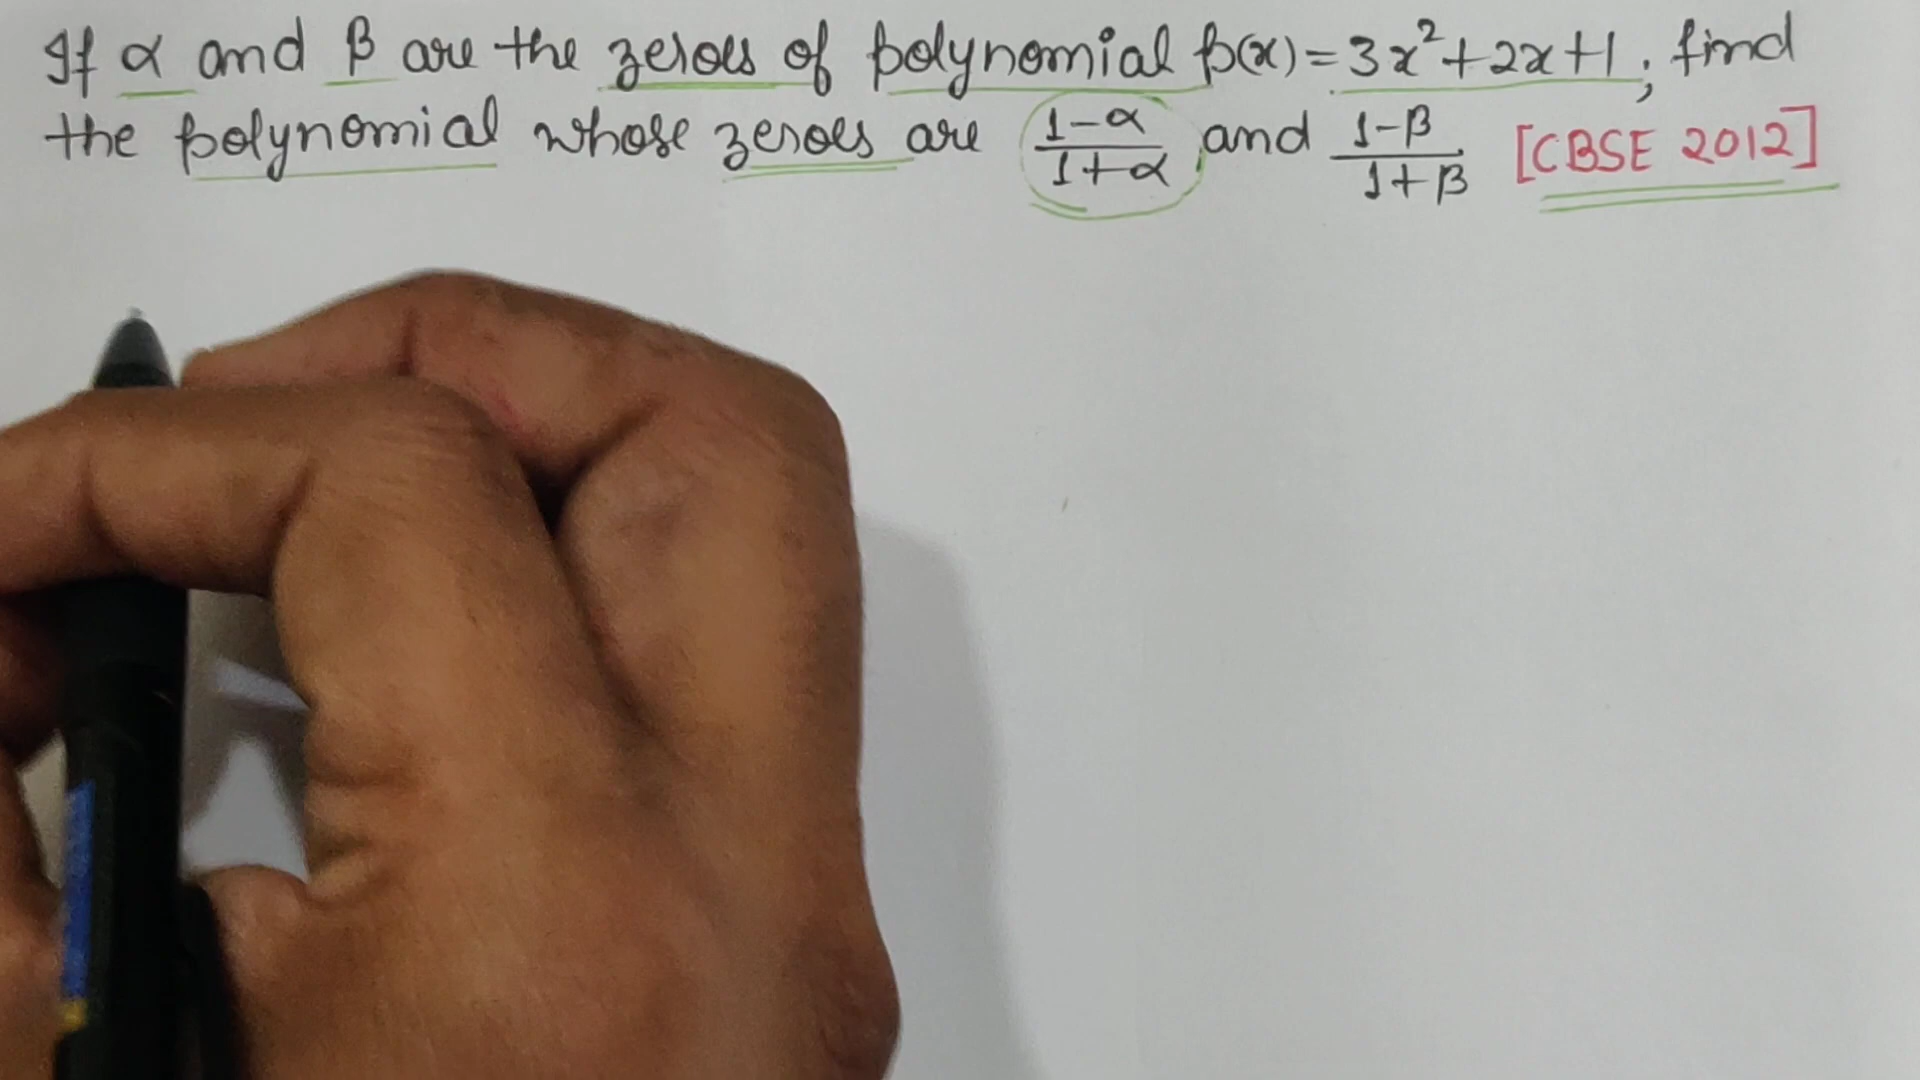 If α and β are the zeroes of polynomial p(x)=3x²+2x+1, find
the polynomial whose zeroes are (1-α)/(1+α) and (1-β)/(1+β) [CBSE 2012]